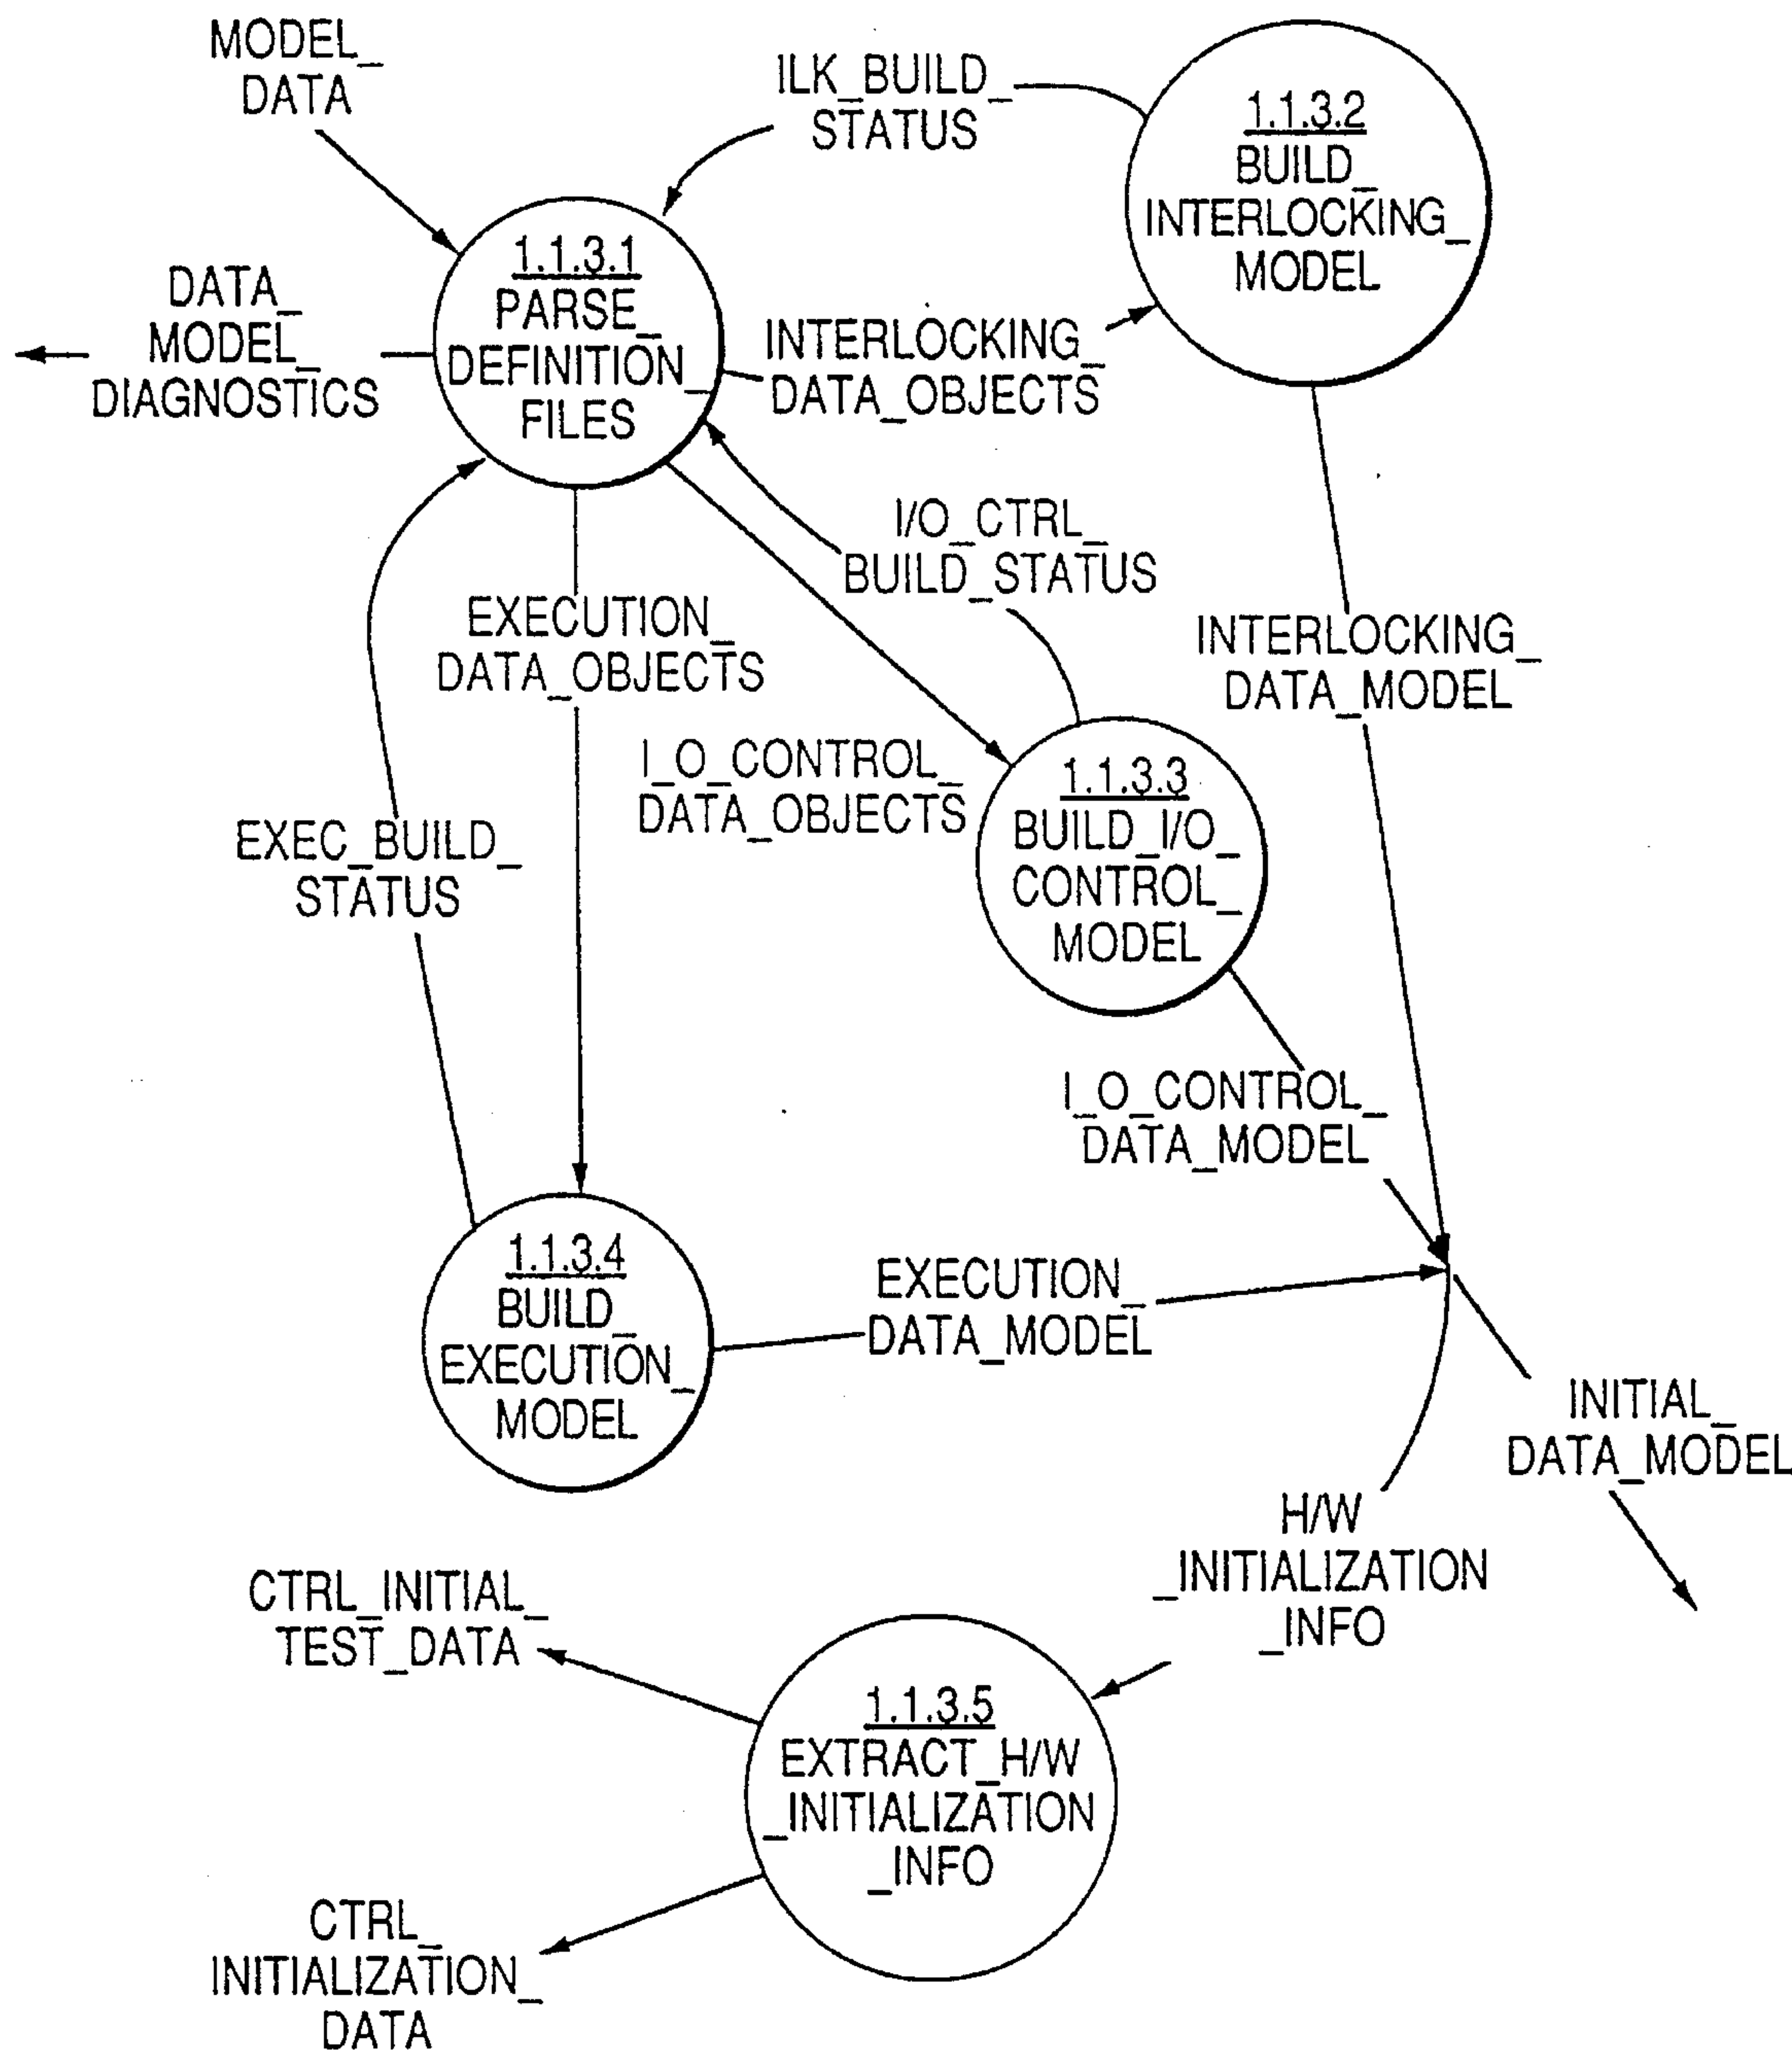 MODEL_
DATA
ILK_BUILD_
STATUS
1.1.3.2
BUILD_
INTERLOCKING_
MODEL
1.1.3.1
PARSE_
DEFINITION_
FILES
DATA_
MODEL_
DIAGNOSTICS
INTERLOCKING_
DATA_OBJECTS
I/O_CTRL_
BUILD_STATUS
EXECUTION_
DATA_OBJECTS
INTERLOCKING_
DATA_MODEL
I_O_CONTROL_
DATA_OBJECTS
1.1.3.3
BUILD_I/O_
CONTROL_
MODEL
EXEC_BUILD_
STATUS
I_O_CONTROL_
DATA_MODEL
1.1.3.4
BUILD_
EXECUTION_
MODEL
EXECUTION_
DATA_MODEL
INITIAL_
DATA_MODEL
H/W
_INITIALIZATION
_INFO
CTRL_INITIAL_
TEST_DATA
1.1.3.5
EXTRACT_H/W
_INITIALIZATION
_INFO
CTRL_
INITIALIZATION_
DATA